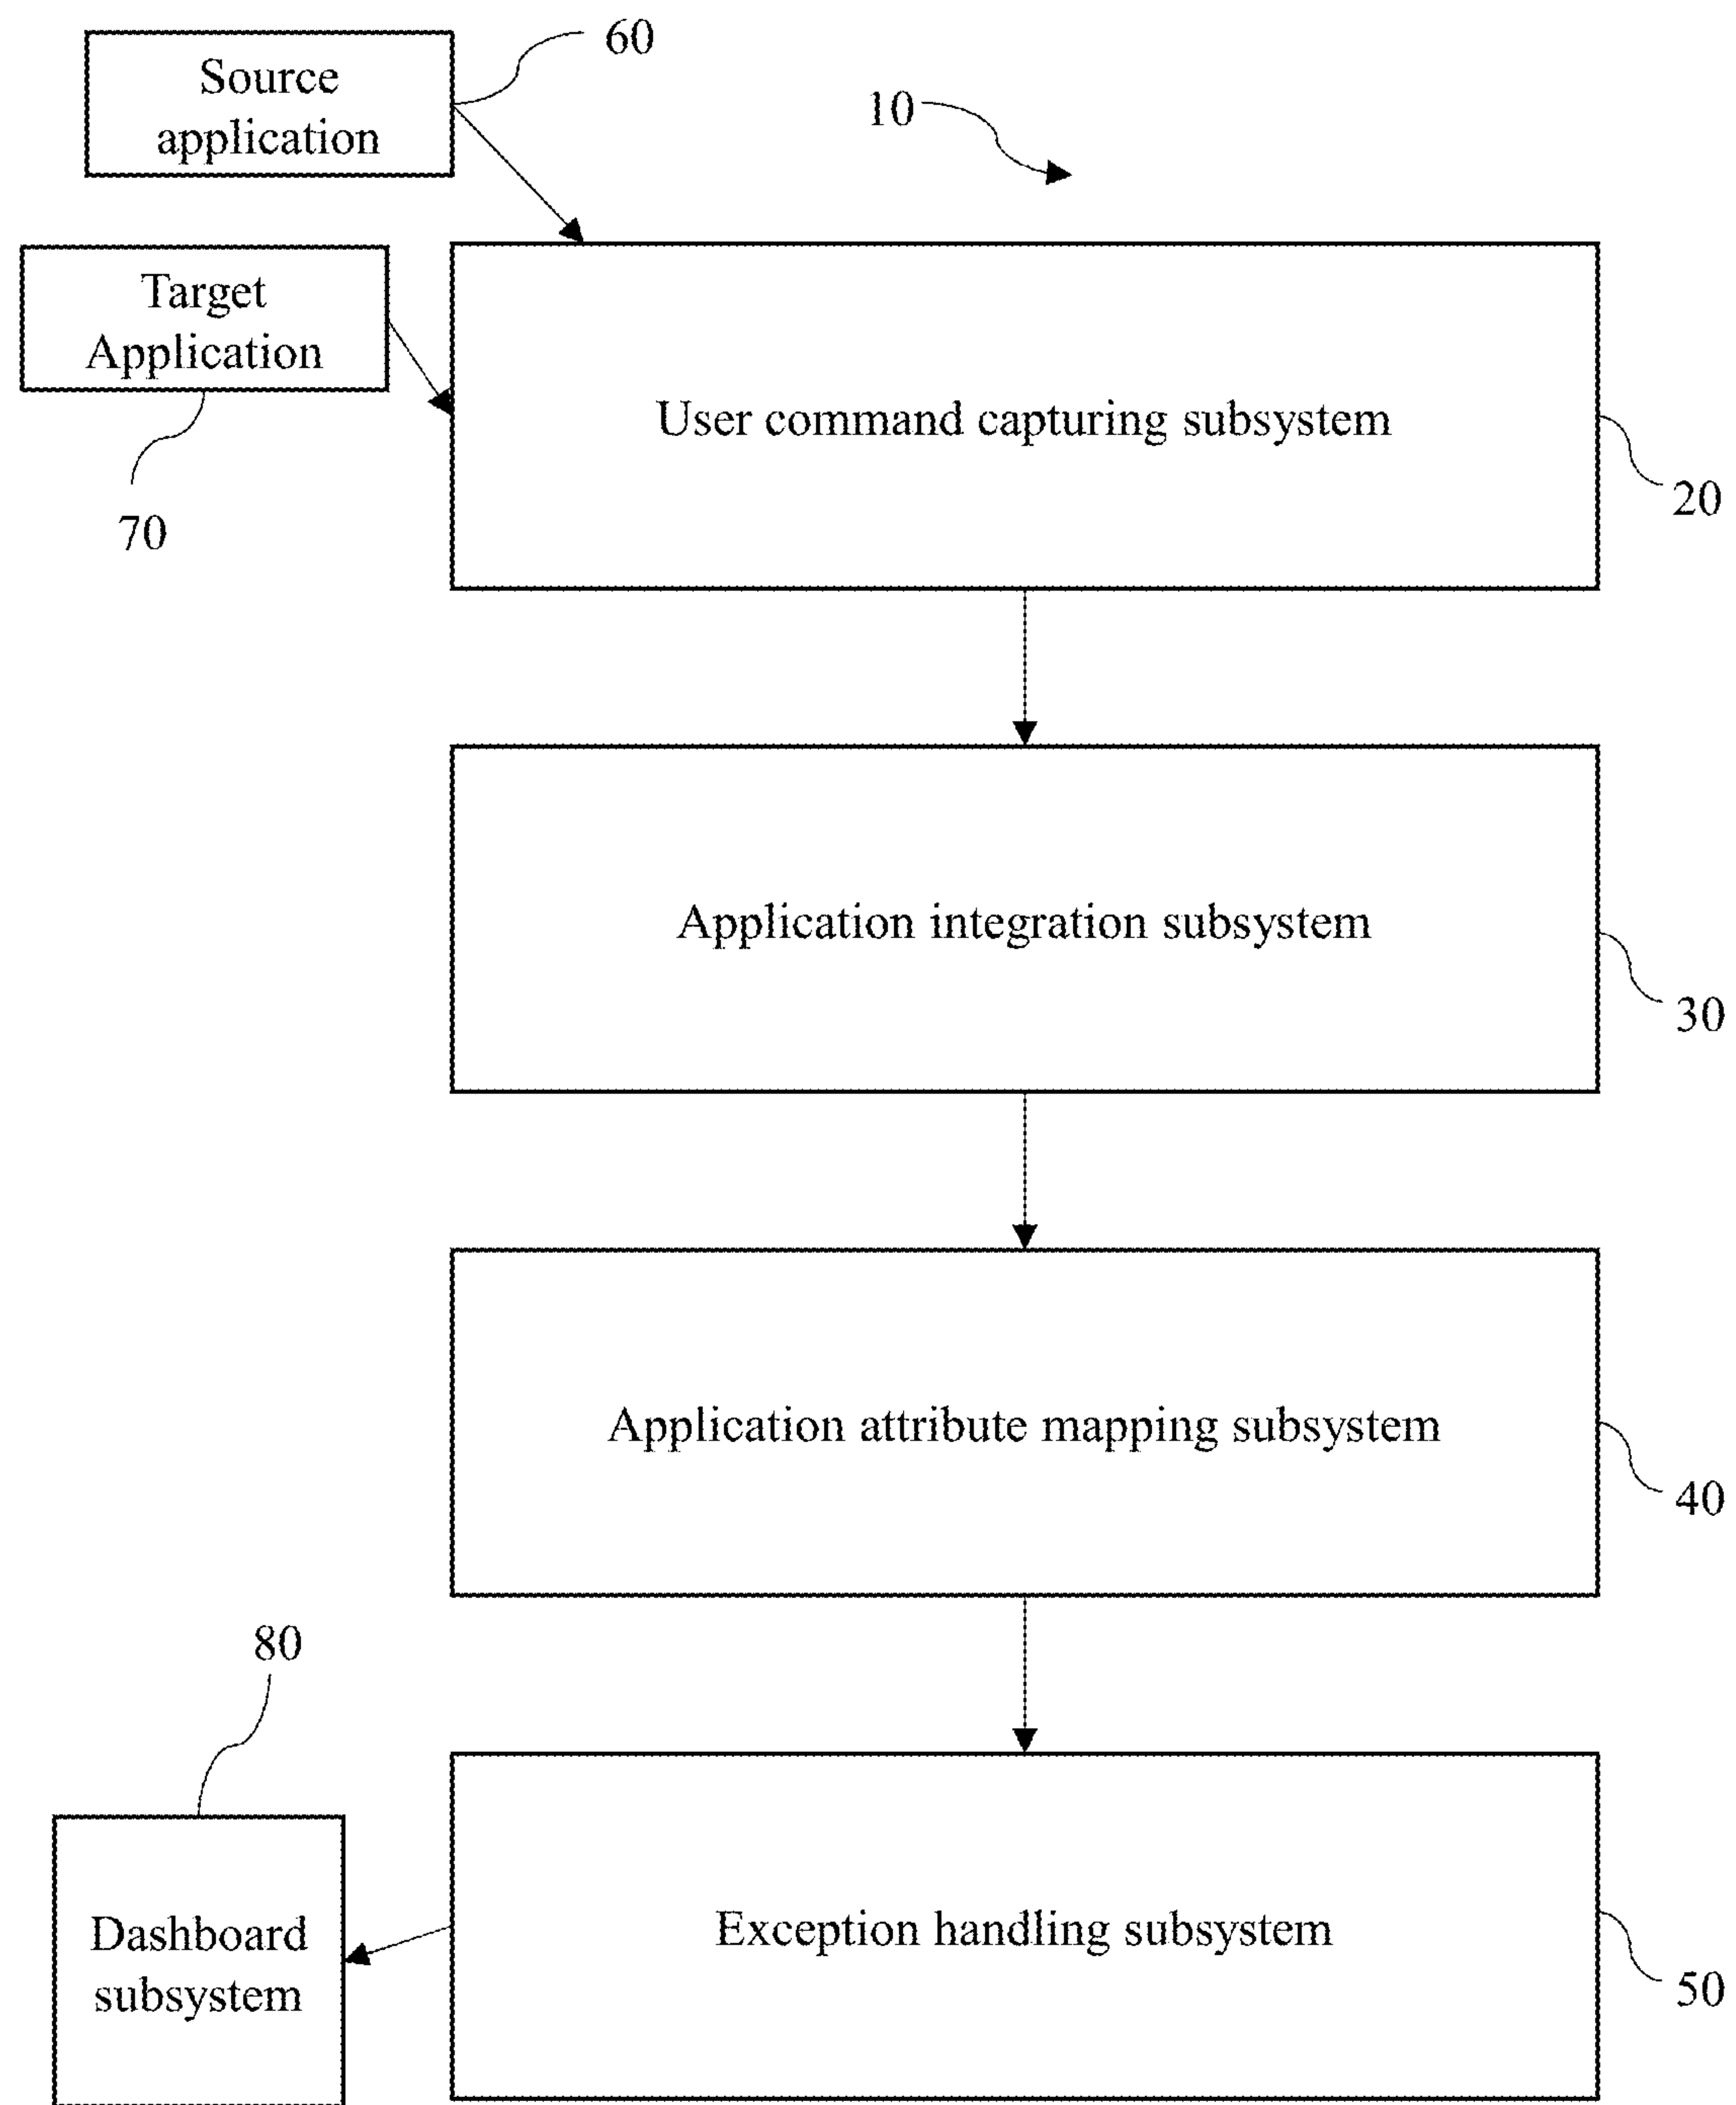 Source
application
60
10
Target
Application
70
User command capturing subsystem
20
Application integration subsystem
30
Application attribute mapping subsystem
40
80
Dashboard
subsystem
Exception handling subsystem
50